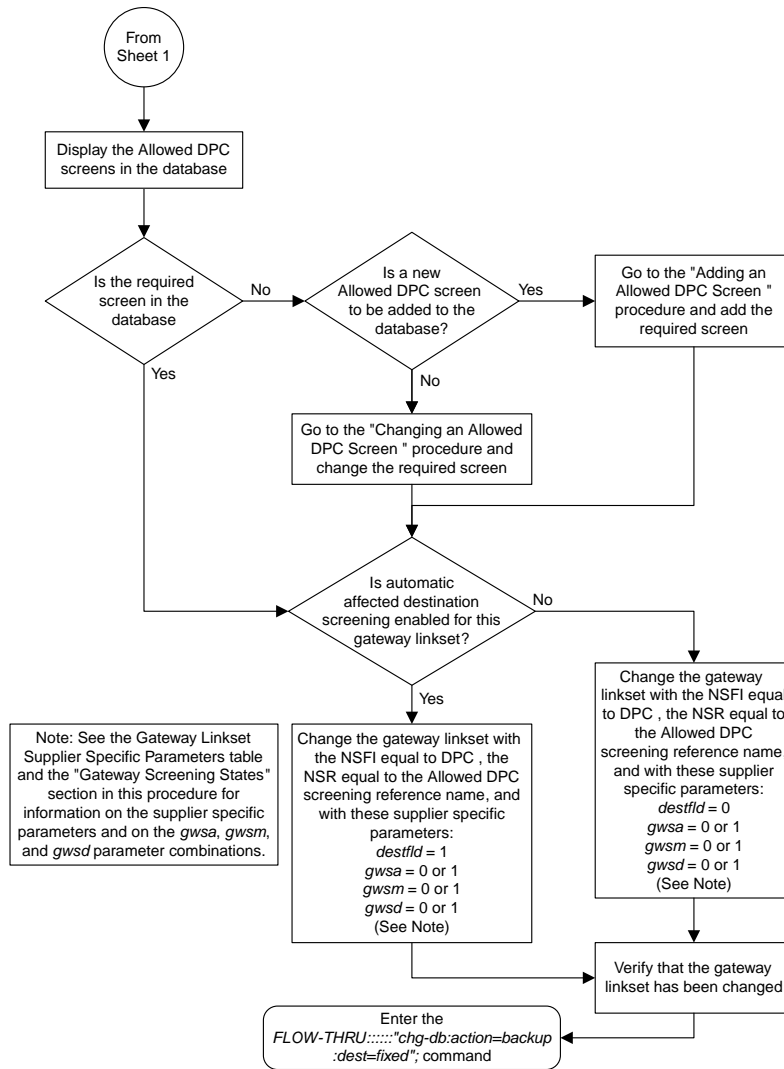 From
Sheet 1
Display the Allowed DPC
screens in the database
Is the required
screen in the
database
No
Is a new
Allowed DPC screen
to be added to the
database?
Yes
Go to the "Adding an
Allowed DPC Screen "
procedure and add the
required screen
Yes
No
Go to the "Changing an Allowed
DPC Screen " procedure and
change the required screen
Is automatic
affected destination
screening enabled for this
gateway linkset?
No
Yes
Note: See the Gateway Linkset
Supplier Specific Parameters table
and the "Gateway Screening States"
section in this procedure for
information on the supplier specific
parameters and on the gwsa, gwsm,
and gwsd parameter combinations.
Change the gateway linkset with
the NSFI equal to DPC , the
NSR equal to the Allowed DPC
screening reference name, and
with these supplier specific
parameters:
destfld = 1
gwsa = 0 or 1
gwsm = 0 or 1
gwsd = 0 or 1
(See Note)
Change the gateway
linkset with the NSFI equal
to DPC , the NSR equal to
the Allowed DPC
screening reference name
and with these supplier
specific parameters:
destfld = 0
gwsa = 0 or 1
gwsm = 0 or 1
gwsd = 0 or 1
(See Note)
Verify that the gateway
linkset has been changed
Enter the
FLOW-THRU::::::"chg-db:action=backup
:dest=fixed"; command